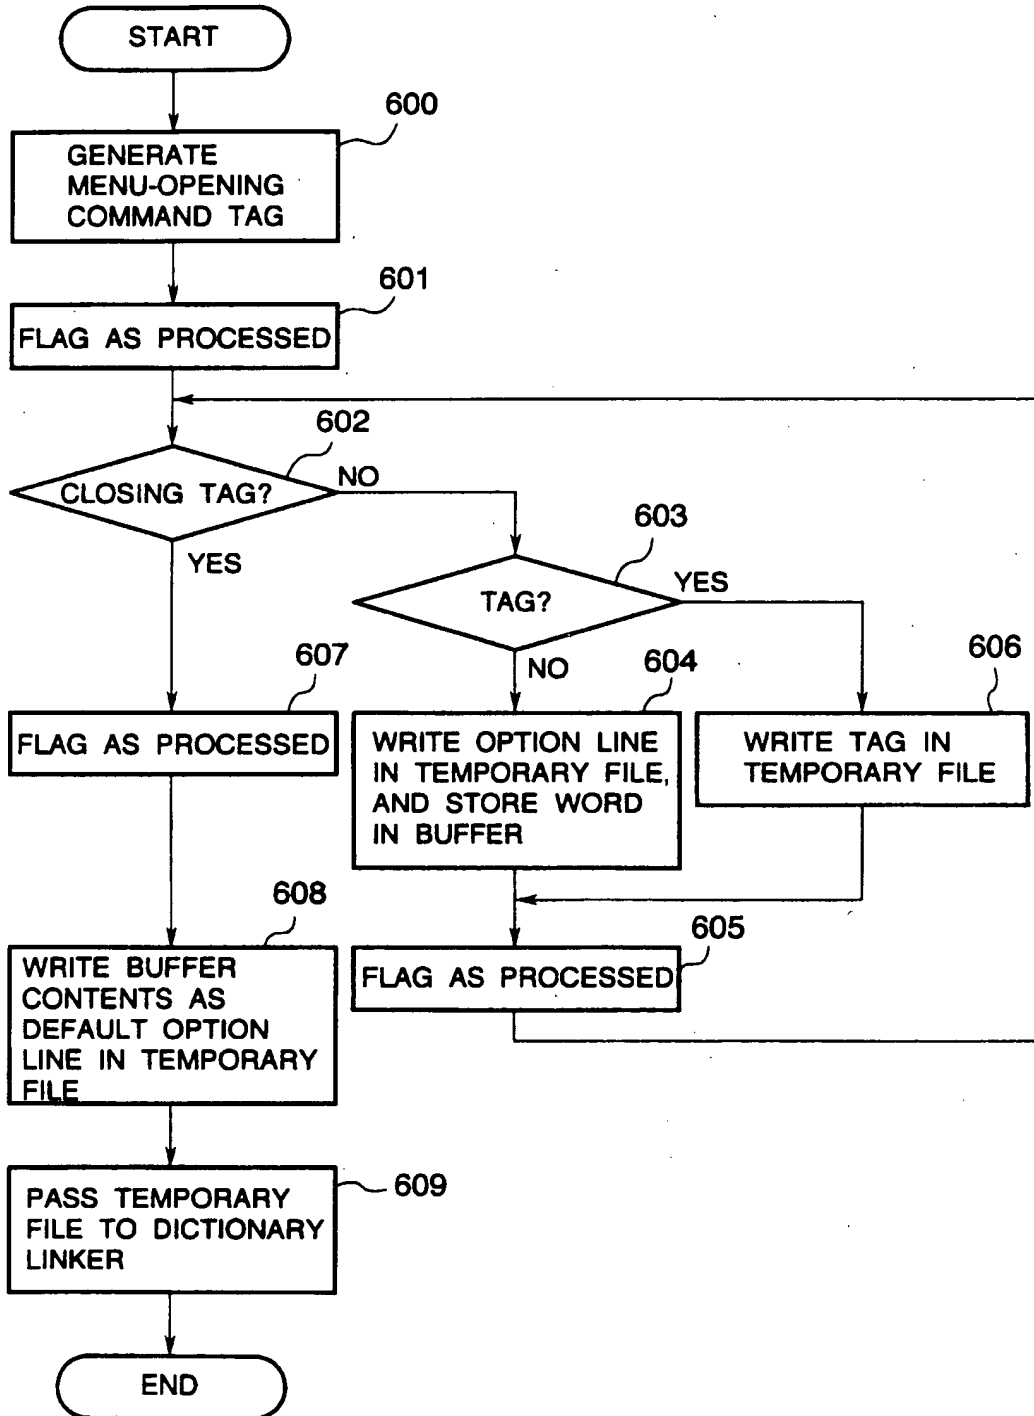 START
600
GENERATE
MENU-OPENING
COMMAND TAG
601
FLAG AS PROCESSED
602
CLOSING TAG?
NO
YES
603
TAG?
YES
NO
604
WRITE OPTION LINE
IN TEMPORARY FILE,
AND STORE WORD
IN BUFFER
606
WRITE TAG IN
TEMPORARY FILE
605
FLAG AS PROCESSED
607
FLAG AS PROCESSED
608
WRITE BUFFER
CONTENTS AS
DEFAULT OPTION
LINE IN TEMPORARY
FILE
609
PASS TEMPORARY
FILE TO DICTIONARY
LINKER
END